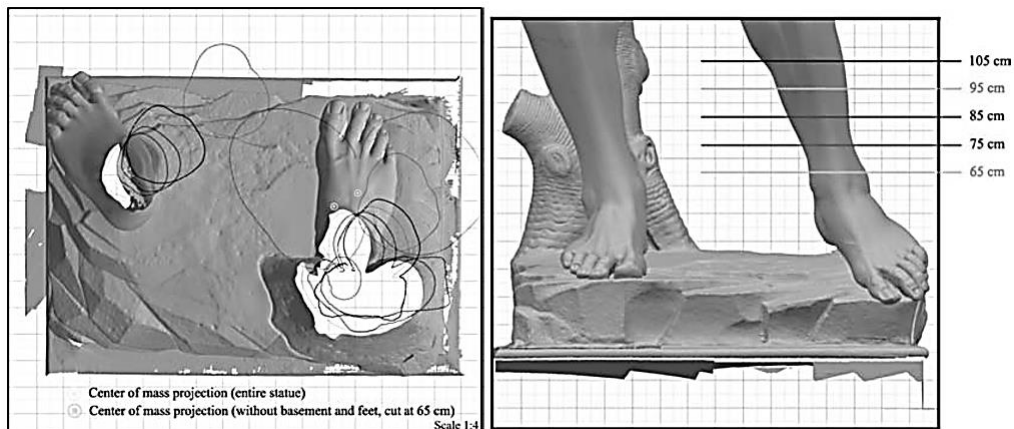 Center of mass projection (entire statue)
Center of mass projection (without basement and feet, cut at 65 cm)
Scale 1:4
105 cm
95 cm
85 cm
75 cm
65 cm